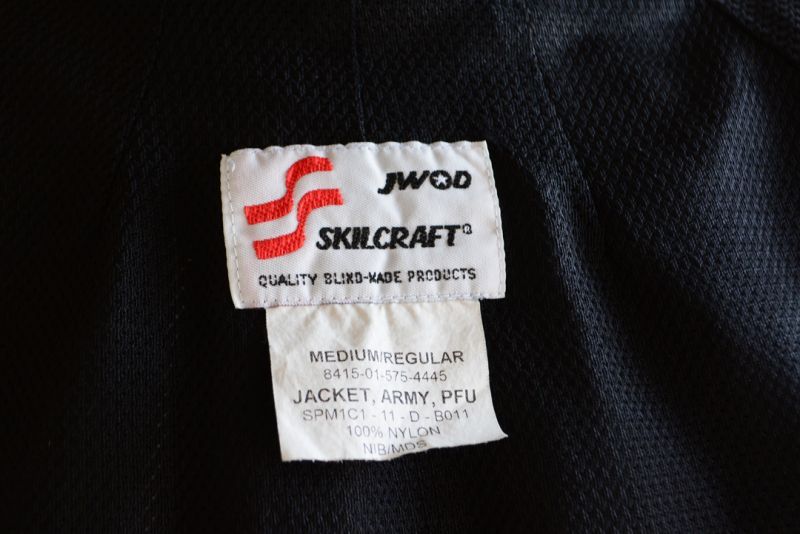 JWOD
SKILCRAFT®
QUALITY BLIND-MADE PRODUCTS
MEDIUM/REGULAR
8415-01-575-4445
JACKET, ARMY, PFU
SPM1C1 - 11 - D - B011
100% NYLON
NIB/MDS